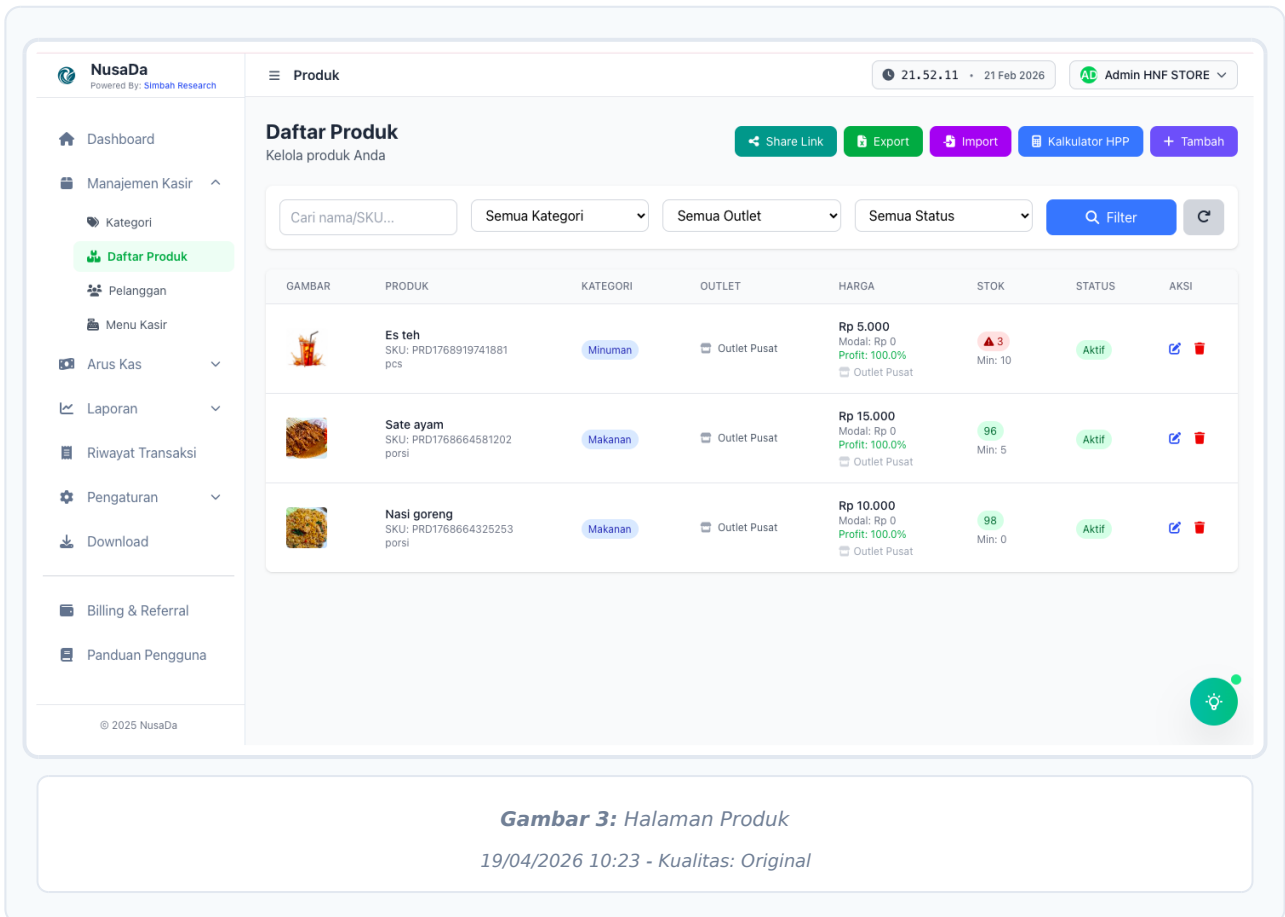 NusaDa
Powered By: Simbah Research
Produk
21.52.11 • 21 Feb 2026
AD Admin HNF STORE
Dashboard
Manajemen Kasir
Kategori
Daftar Produk
Pelanggan
Menu Kasir
Arus Kas
Laporan
Riwayat Transaksi
Pengaturan
Download
Billing & Referral
Panduan Pengguna
© 2025 NusaDa
Daftar Produk
Kelola produk Anda
Share Link Export Import Kalkulator HPP + Tambah
Cari nama/SKU... Semua Kategori Semua Outlet Semua Status Filter
GAMBAR PRODUK KATEGORI OUTLET HARGA STOK STATUS AKSI
Es teh
SKU: PRD1768919741881
pcs
Minuman
Outlet Pusat
Rp 5.000
Modal: Rp 0
Profit: 100.0%
Outlet Pusat
3
Min: 10
Aktif
Sate ayam
SKU: PRD1768664581202
porsi
Makanan
Outlet Pusat
Rp 15.000
Modal: Rp 0
Profit: 100.0%
Outlet Pusat
96
Min: 5
Aktif
Nasi goreng
SKU: PRD1768664325253
porsi
Makanan
Outlet Pusat
Rp 10.000
Modal: Rp 0
Profit: 100.0%
Outlet Pusat
98
Min: 0
Aktif
Gambar 3: Halaman Produk
19/04/2026 10:23 - Kualitas: Original